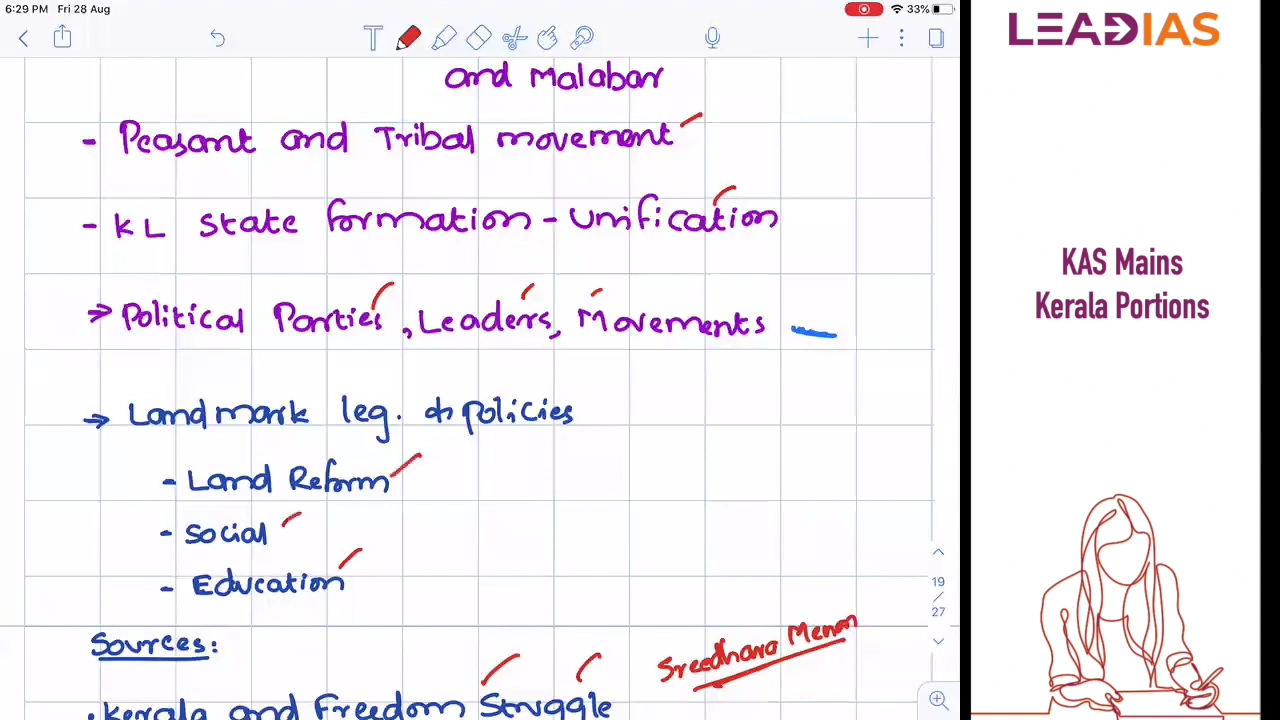 6:29 PM Fri 28 Aug
33%
LEADIAS
and Malabar
- Peasant and Tribal movement
- KL State formation - Unification
→ Political Parties, Leaders, Movements
→ Landmark leg. & policies
- Land Reform
- Social
- Education
Sources:
Sreedhara Menon
. Kerala and Freedom Struggle
19
/
27
KAS Mains
Kerala Portions